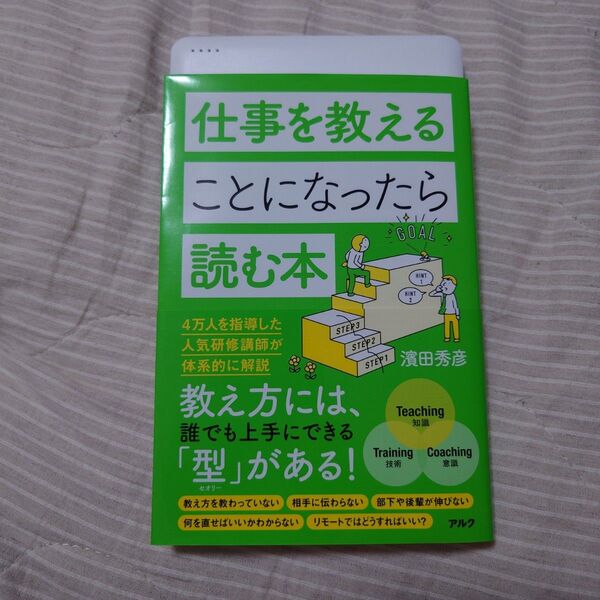 仕事を教える
ことになったら
読む本
GOAL
HINT
1
HINT
2
STEP3
STEP2
STEP1
4万人を指導した
人気研修講師が
体系的に解説
濱田秀彦
教え方には、
誰でも上手にできる
「型」がある!
セオリー
Teaching
知識
Training
技術
Coaching
意識
教え方を教わっていない
相手に伝わらない
部下や後輩が伸びない
何を直せばいいかわからない
リモートではどうすればいい?
アルク